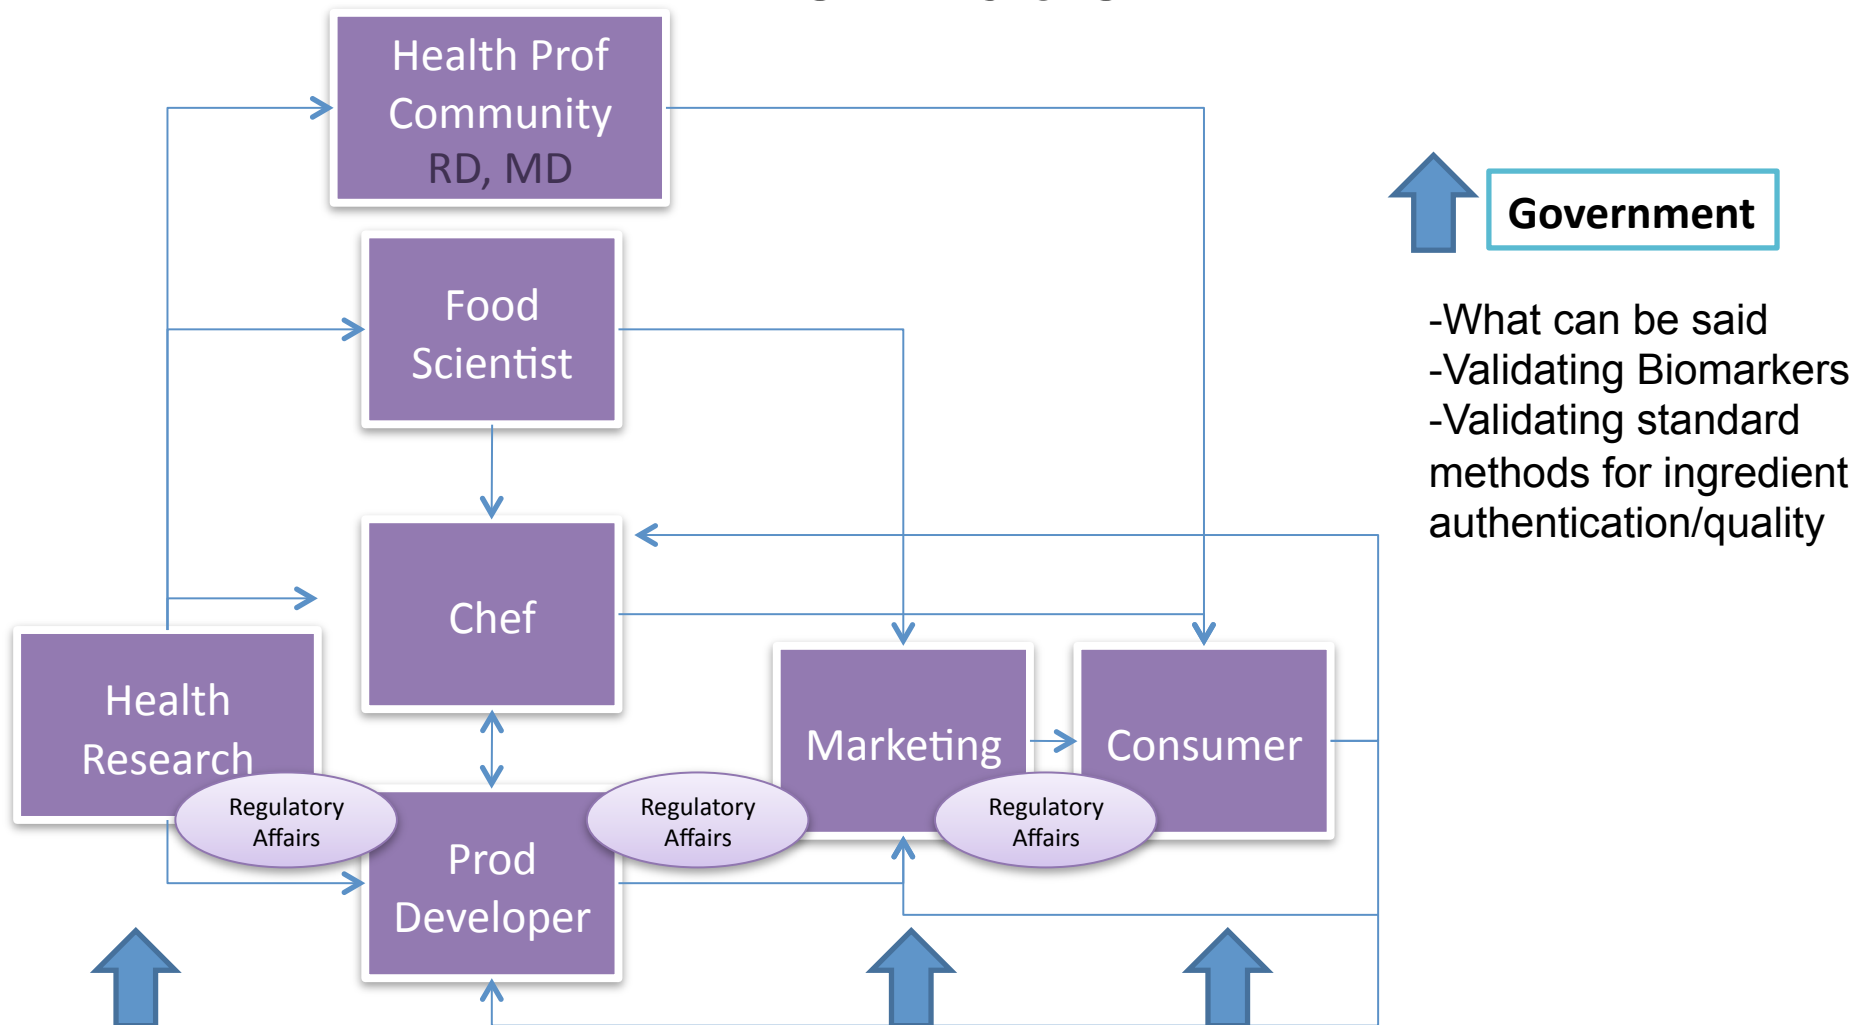 Health Prof
Community
RD, MD
Food
Scientist
Chef
Health
Research
Marketing
Consumer
Regulatory
Affairs
Regulatory
Affairs
Regulatory
Affairs
Prod
Developer
Government
-What can be said
-Validating Biomarkers
-Validating standard
methods for ingredient
authentication/quality